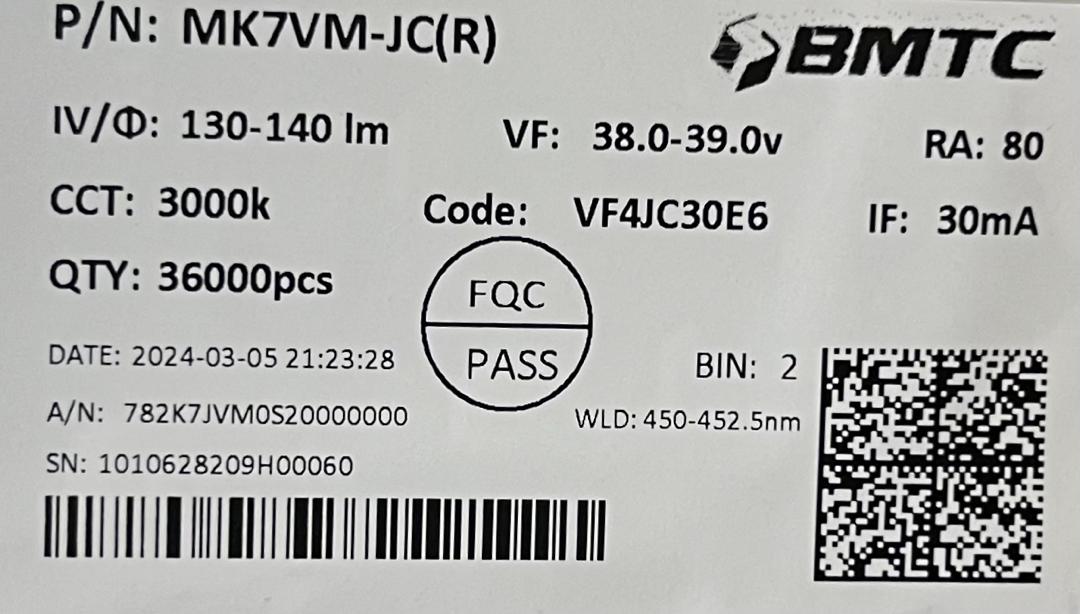 P/N: MK7VM-JC(R)
BMTC
IV/Φ: 130-140 lm VF: 38.0-39.0v RA: 80
CCT: 3000k Code: VF4JC30E6 IF: 30mA
QTY: 36000pcs
FQC
PASS
DATE: 2024-03-05 21:23:28
BIN: 2
A/N: 782K7JVM0S20000000
WLD: 450-452.5nm
SN: 1010628209H00060